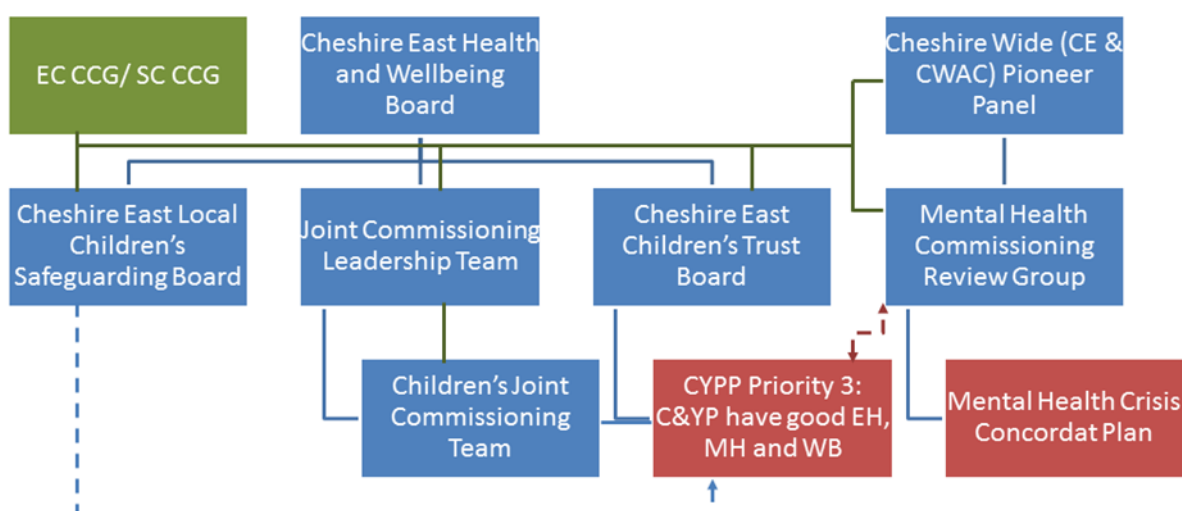 EC CCG/ SC CCG
Cheshire East Health
and Wellbeing
Board
Cheshire Wide (CE &
CWAC) Pioneer
Panel
Cheshire East Local
Children's
Safeguarding Board
Joint Commissioning
Leadership Team
Cheshire East
Children's Trust
Board
Mental Health
Commissioning
Review Group
Children's Joint
Commissioning
Team
CYPP Priority 3:
C&YP have good EH,
MH and WB
Mental Health Crisis
Concordat Plan